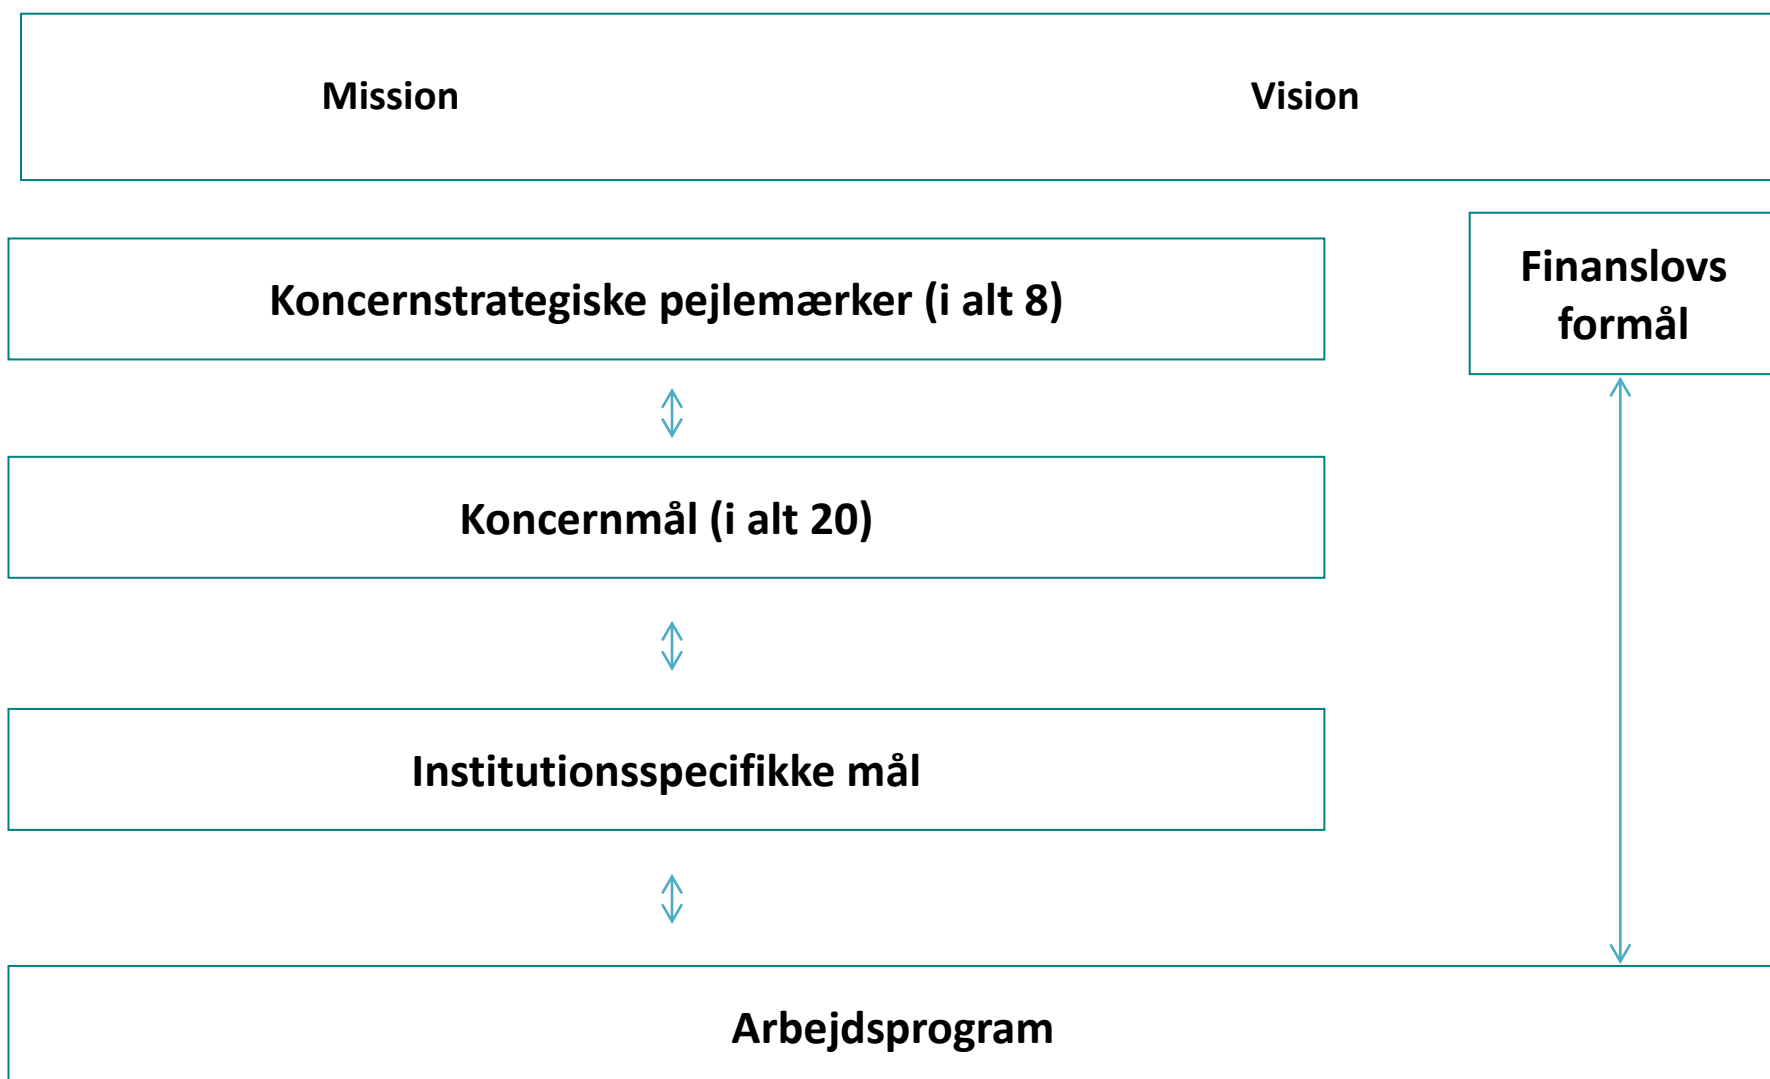 Mission Vision
Koncernstrategiske pejlemærker (i alt 8)
Finanslovs
formål
Koncernmål (i alt 20)
Institutionsspecifikke mål
Arbejdsprogram